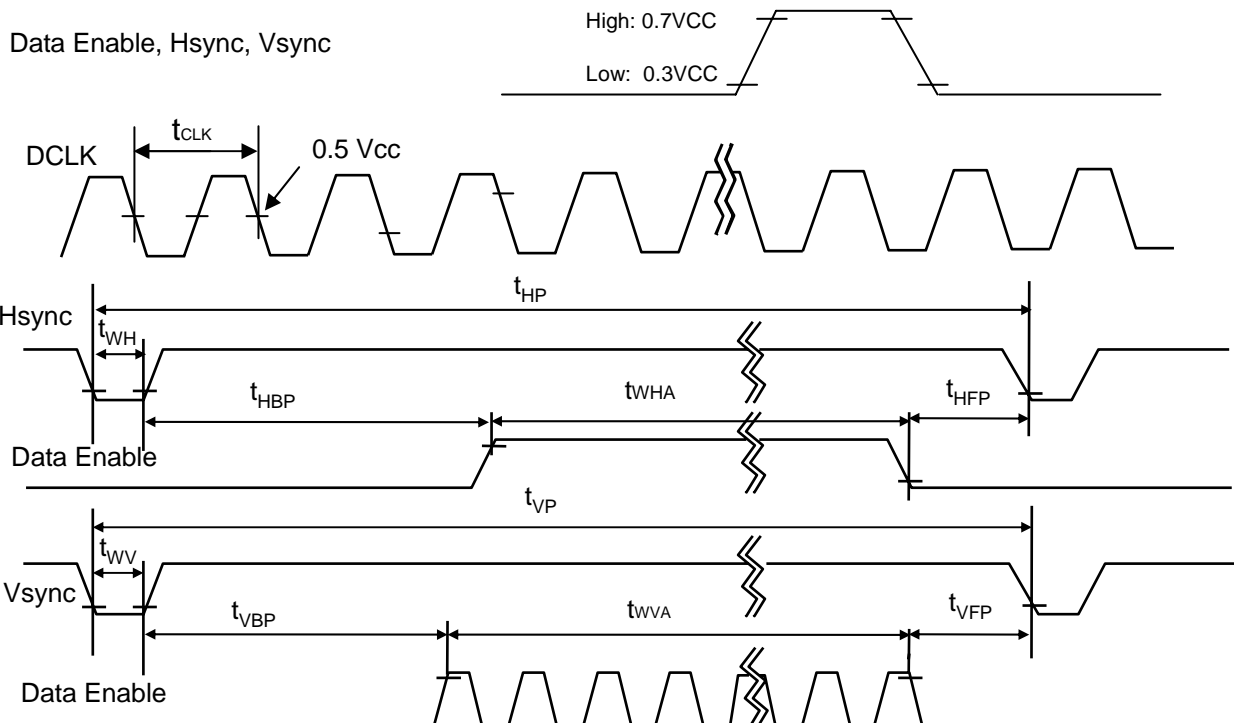 High: 0.7VCC
Data Enable, Hsync, Vsync
Low: 0.3VCC
tCLK
DCLK
0.5 Vcc
tHP
Hsync
tWH
tHBP
tWHA
tHFP
Data Enable
tVP
tWV
Vsync
tVBP
tWVA
tVFP
Data Enable